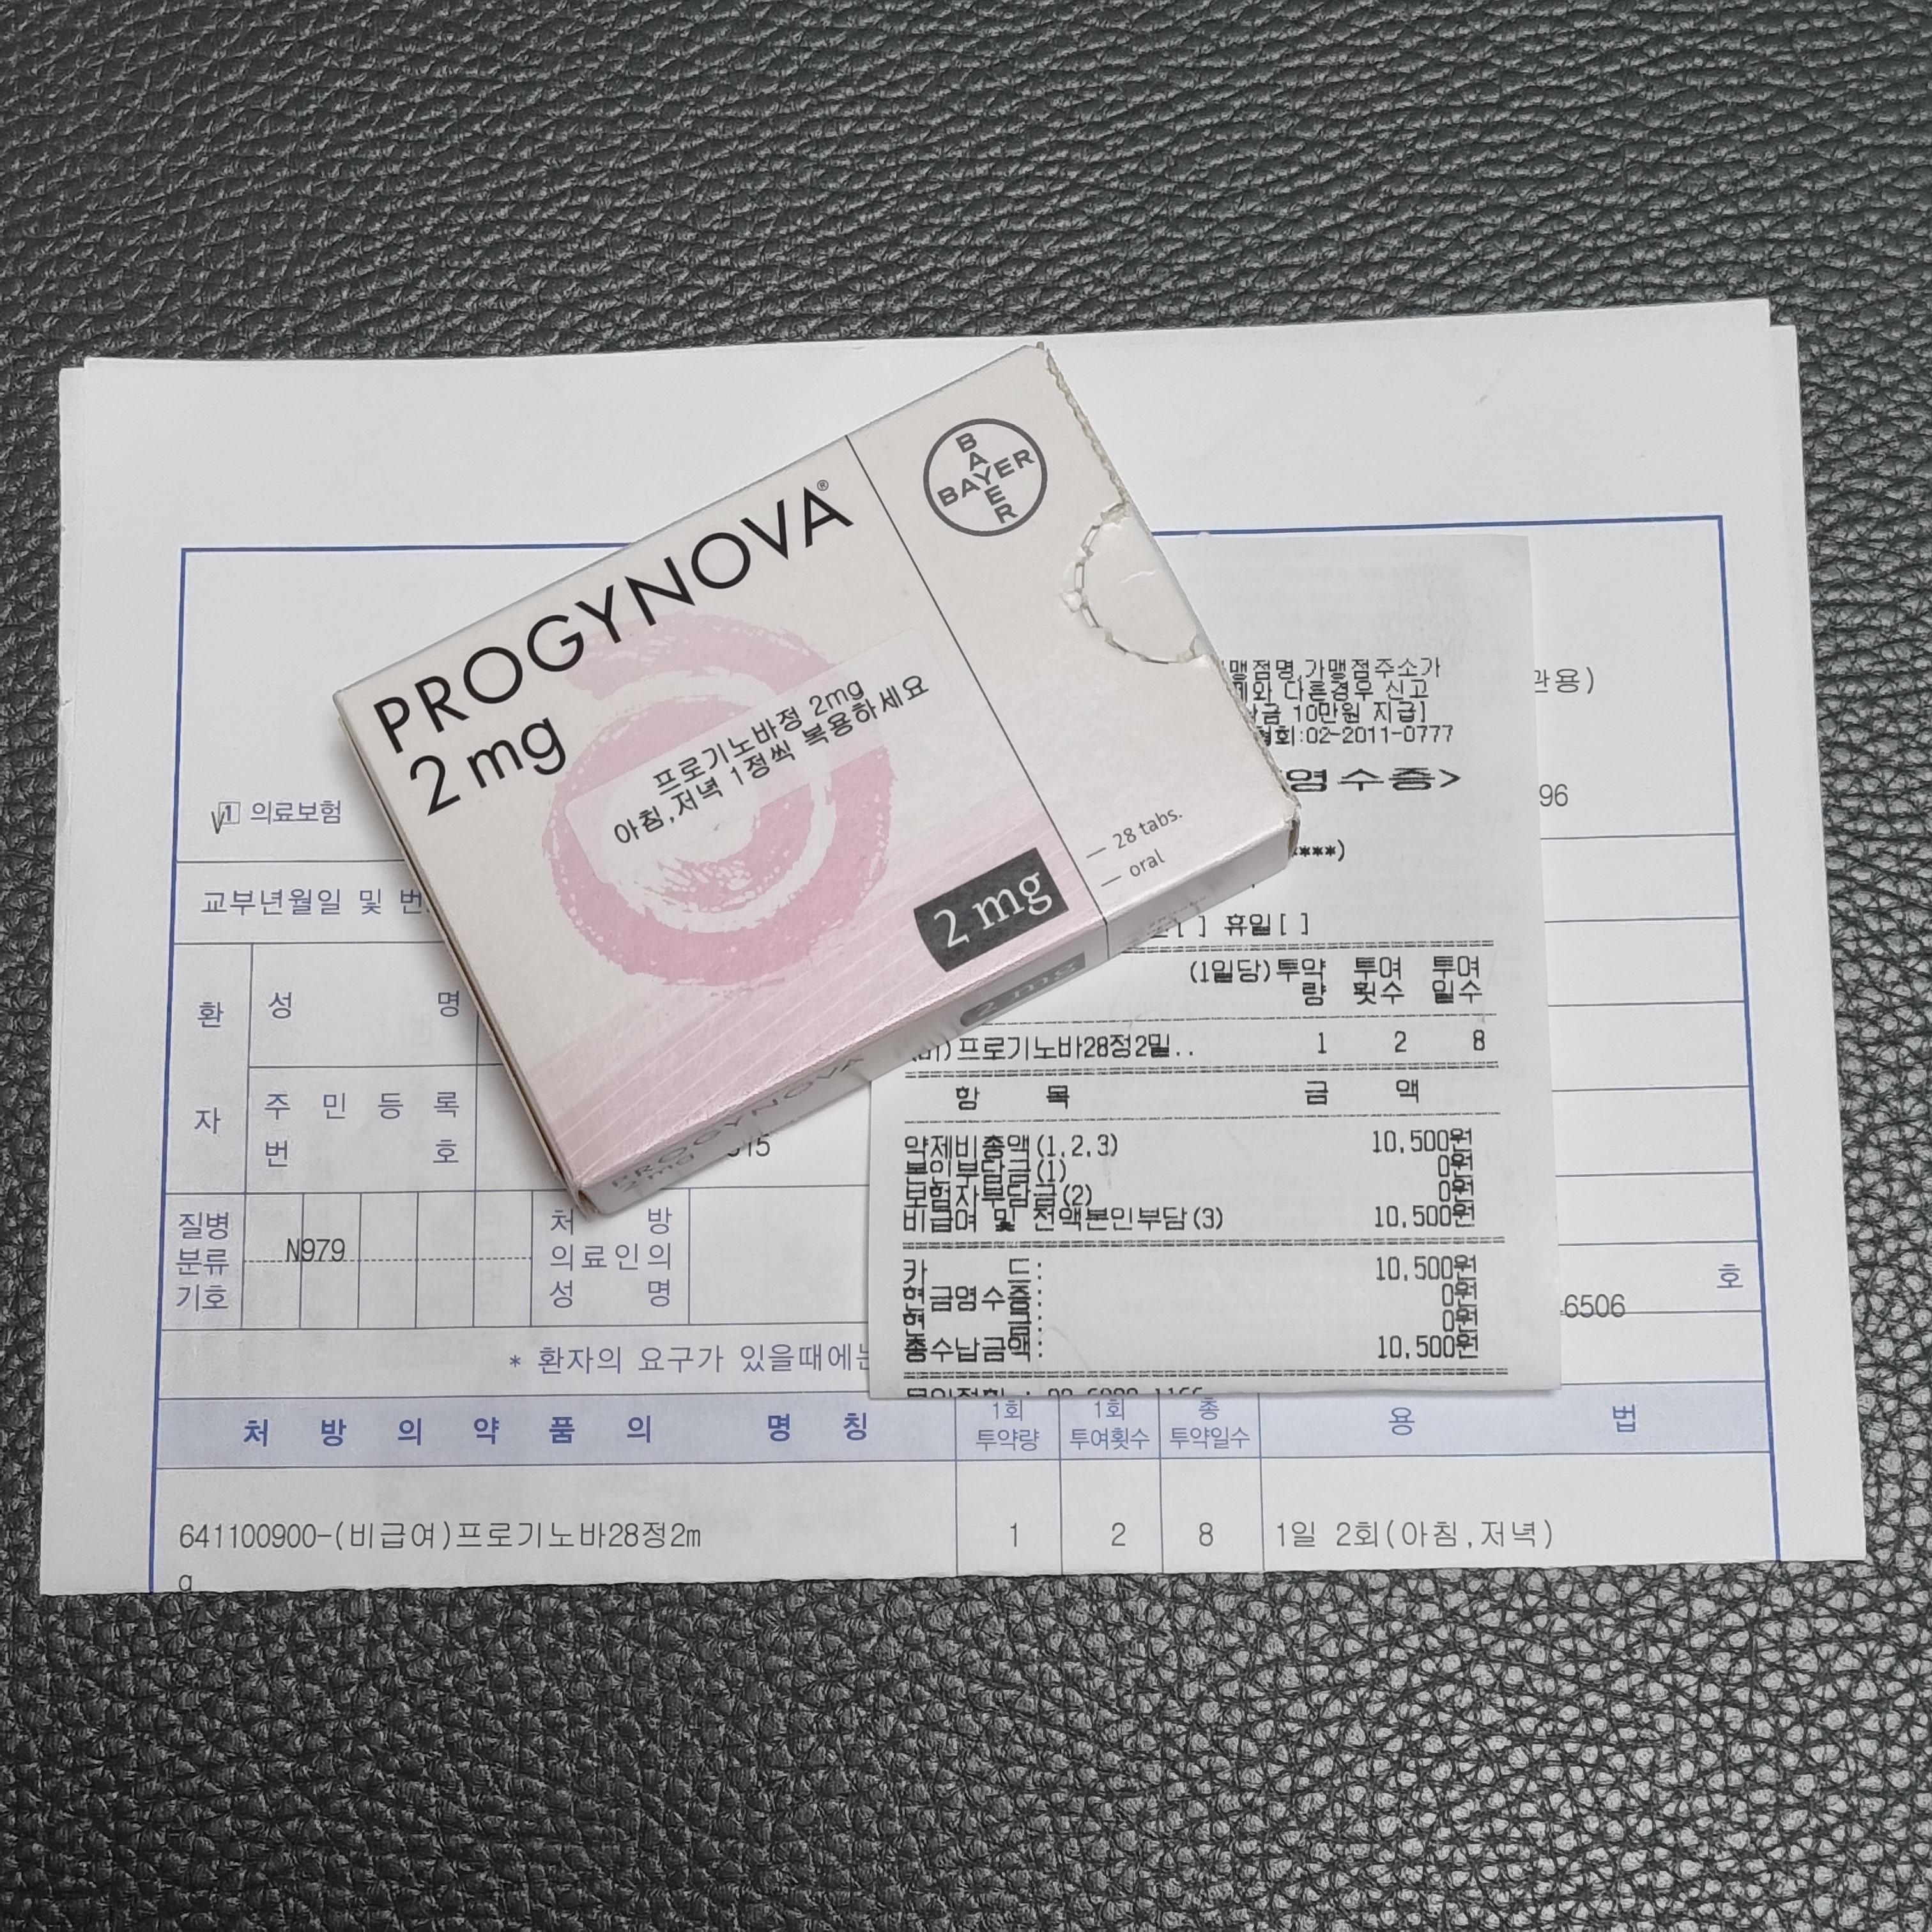 PROGYNOVA®
2 mg
BAYER
BAYER
프로기노바정 2mg
아침,저녁 1정씩 복용하세요
28 tabs.
oral
2 mg
2 mg
PROGYNOVA
2 mg
맹점명,가맹점주소가
와 다른경우 신고
금 10만원 지급]
회:02-2011-0777
영수증>
****)
[ ] 휴일[ ]
(1일당)투약 투여 투여
량 횟수 일수
프로기노바28정2밀.. 1 2 8
항 목 금 액
약제비총액(1,2,3) 10,500원
본인부담금(1) 0원
보험자부담금(2) 0원
비급여 및 전액본인부담(3) 10,500원
카 드: 10,500원
현금영수증: 0원
현 금: 0원
총수납금액: 10,500원
관용)
96
1 의료보험
교부년월일 및 번
환 자
성 명
주 민 등 록
번 호
질병
분류
기호
N979
처 방
의료인의
성 명
호
6506
* 환자의 요구가 있을때에는
처 방 의 약 품 의 명 칭
1회
투약량
1회
투여횟수
총
투약일수
용 법
641100900-(비급여)프로기노바28정2m
g
1 2 8 1일 2회(아침,저녁)